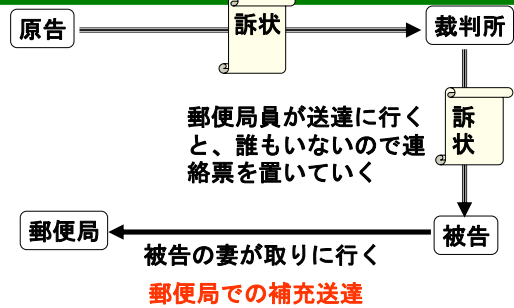 原告
訴状
裁判所
郵便局員が送達に行く
と、誰もいないので連
絡票を置いていく
訴
状
郵便局
被告
被告の妻が取りに行く
郵便局での補充送達